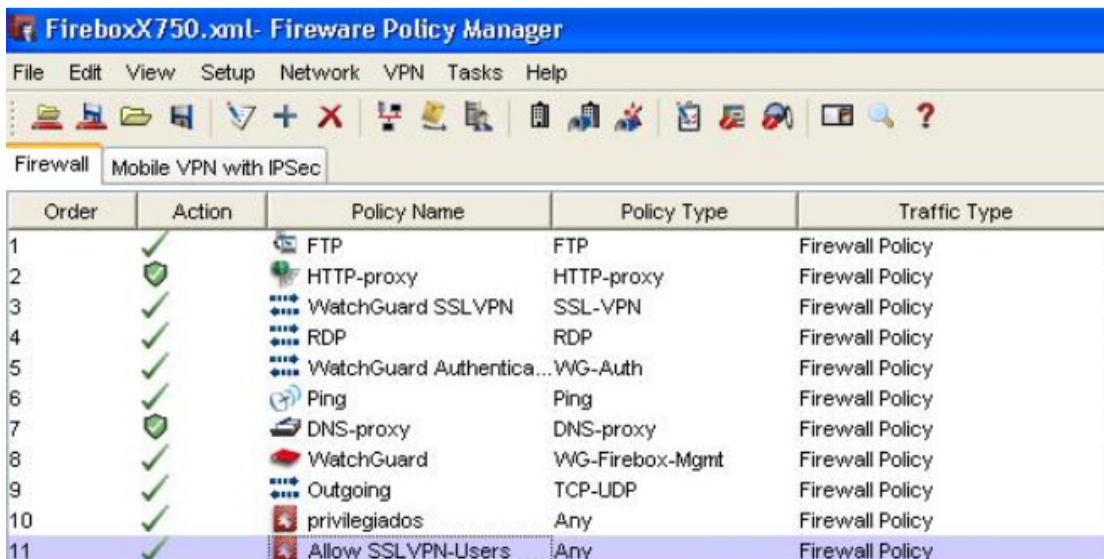 FireboxX750.xml- Fireware Policy Manager
File Edit View Setup Network VPN Tasks Help
Firewall Mobile VPN with IPSec
Order Action Policy Name Policy Type Traffic Type
1 FTP FTP Firewall Policy
2 HTTP-proxy HTTP-proxy Firewall Policy
3 WatchGuard SSLVPN SSL-VPN Firewall Policy
4 RDP RDP Firewall Policy
5 WatchGuard Authentica... WG-Auth Firewall Policy
6 Ping Ping Firewall Policy
7 DNS-proxy DNS-proxy Firewall Policy
8 WatchGuard WG-Firebox-Mgmt Firewall Policy
9 Outgoing TCP-UDP Firewall Policy
10 privilegiados Any Firewall Policy
11 Allow SSLVPN-Users Any Firewall Policy